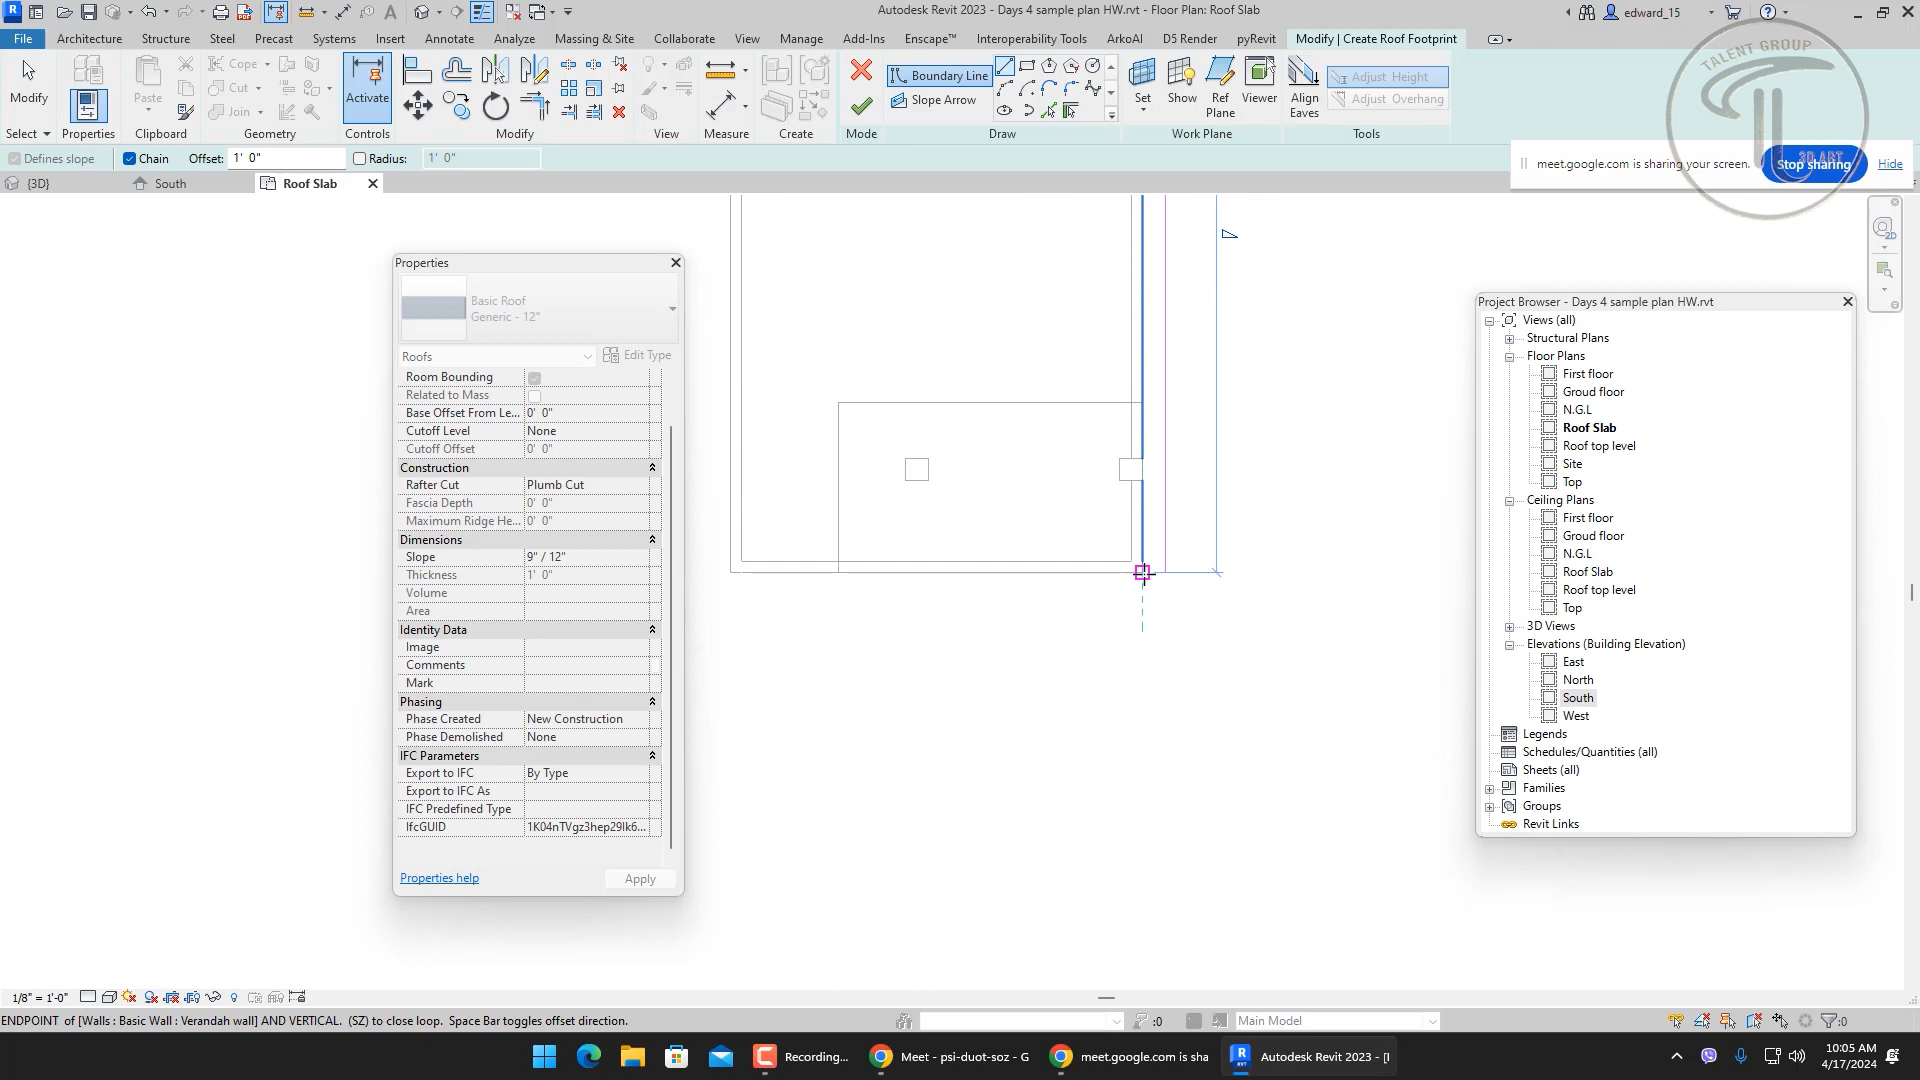 Autodesk Revit 2023 - Days 4 sample plan HW.rvt - Floor Plan: Roof Slab
edward_15
File Architecture Structure Steel Precast Systems Insert Annotate Analyze Massing & Site Collaborate View Manage Add-Ins Enscape™ Interoperability Tools ArkoAI D5 Render pyRevit Modify | Create Roof Footprint
TALENT GROUP
3D ART
Modify
Paste
Cope
Cut
Join
Activate
Boundary Line
Slope Arrow
Set
Show
Ref
Plane
Viewer
Align
Eaves
Adjust Height
Adjust Overhang
Select Properties Clipboard Geometry Controls Modify View Measure Create Mode Draw Work Plane Tools
Defines slope Chain Offset: 1' 0" Radius: 1' 0"
meet.google.com is sharing your screen. Stop sharing Hide
{3D} South Roof Slab
2D
Properties
Basic Roof
Generic - 12"
Roofs Edit Type
Room Bounding
Related to Mass
Base Offset From Le... 0' 0"
Cutoff Level None
Cutoff Offset 0' 0"
Construction
Rafter Cut Plumb Cut
Fascia Depth 0' 0"
Maximum Ridge He... 0' 0"
Dimensions
Slope 9" / 12"
Thickness 1' 0"
Volume
Area
Identity Data
Image
Comments
Mark
Phasing
Phase Created New Construction
Phase Demolished None
IFC Parameters
Export to IFC By Type
Export to IFC As
IFC Predefined Type
IfcGUID 1K04nTVgz3hep29Ik6...
Properties help Apply
Project Browser - Days 4 sample plan HW.rvt
Views (all)
Structural Plans
Floor Plans
First floor
Groud floor
N.G.L
Roof Slab
Roof top level
Site
Top
Ceiling Plans
First floor
Groud floor
N.G.L
Roof Slab
Roof top level
Top
3D Views
Elevations (Building Elevation)
East
North
South
West
Legends
Schedules/Quantities (all)
Sheets (all)
Families
Groups
Revit Links
1/8" = 1'-0"
ENDPOINT of [Walls : Basic Wall : Verandah wall] AND VERTICAL. (SZ) to close loop. Space Bar toggles offset direction.
:0 Main Model :0
Recording... Meet - psi-duot-soz - G meet.google.com is sha Autodesk Revit 2023 - [
10:05 AM
4/17/2024